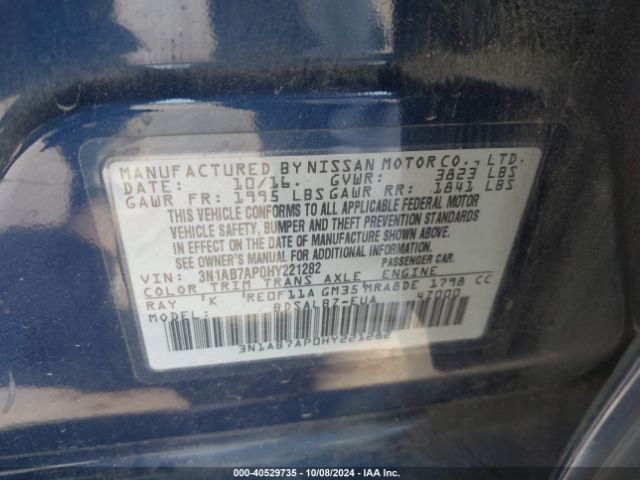 MANUFACTURED BY NISSAN MOTOR CO., LTD.
DATE: 10/16. GVWR: 3823 LBS
GAWR FR: 1995 LBS GAWR RR: 1841 LBS
THIS VEHICLE CONFORMS TO ALL APPLICABLE FEDERAL MOTOR
VEHICLE SAFETY, BUMPER AND THEFT PREVENTION STANDARDS
IN EFFECT ON THE DATE OF MANUFACTURE SHOWN ABOVE.
SEE OWNERS MANUAL FOR ADDITIONAL INFORMATION.
VIN: 3N1AB7AP0HY221282 PASSENGER CAR
COLOR TRIM TRANS AXLE ENGINE
RAY K RE0F11A GM35 MRA8DE 1798 CC
MODEL: BDSALB7-EUA 4Z000
3N1AB7AP0HY221282
000-40529735 - 10/08/2024 - IAA Inc.